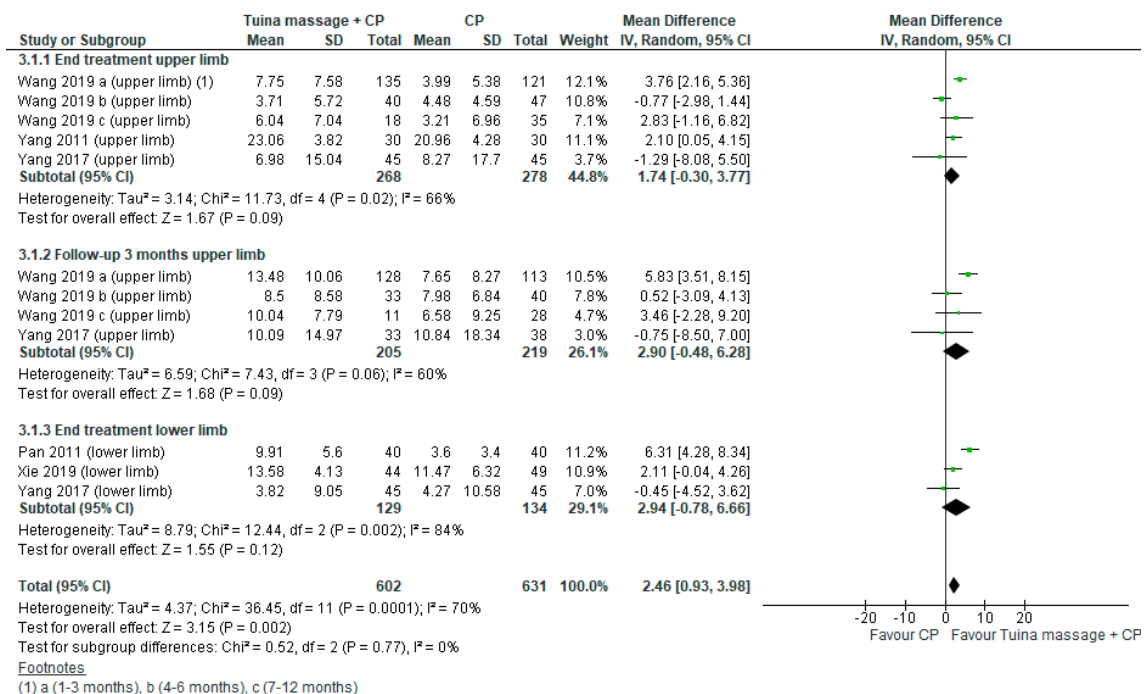 Tuina massage + CP CP Mean Difference Mean Difference
Study or Subgroup Mean SD Total Mean SD Total Weight IV, Random, 95% CI IV, Random, 95% CI
3.1.1 End treatment upper limb
Wang 2019 a (upper limb) (1) 7.75 7.58 135 3.99 5.38 121 12.1% 3.76 [2.16, 5.36]
Wang 2019 b (upper limb) 3.71 5.72 40 4.48 4.59 47 10.8% -0.77 [-2.98, 1.44]
Wang 2019 c (upper limb) 6.04 7.04 18 3.21 6.96 35 7.1% 2.83 [-1.16, 6.82]
Yang 2011 (upper limb) 23.06 3.82 30 20.96 4.28 30 11.1% 2.10 [0.05, 4.15]
Yang 2017 (upper limb) 6.98 15.04 45 8.27 17.7 45 3.7% -1.29 [-8.08, 5.50]
Subtotal (95% CI) 268 278 44.8% 1.74 [-0.30, 3.77]
Heterogeneity: Tau² = 3.14; Chi² = 11.73, df = 4 (P = 0.02); I² = 66%
Test for overall effect: Z = 1.67 (P = 0.09)
3.1.2 Follow-up 3 months upper limb
Wang 2019 a (upper limb) 13.48 10.06 128 7.65 8.27 113 10.5% 5.83 [3.51, 8.15]
Wang 2019 b (upper limb) 8.5 8.58 33 7.98 6.84 40 7.8% 0.52 [-3.09, 4.13]
Wang 2019 c (upper limb) 10.04 7.79 11 6.58 9.25 28 4.7% 3.46 [-2.28, 9.20]
Yang 2017 (upper limb) 10.09 14.97 33 10.84 18.34 38 3.0% -0.75 [-8.50, 7.00]
Subtotal (95% CI) 205 219 26.1% 2.90 [-0.48, 6.28]
Heterogeneity: Tau² = 6.59; Chi² = 7.43, df = 3 (P = 0.06); I² = 60%
Test for overall effect: Z = 1.68 (P = 0.09)
3.1.3 End treatment lower limb
Pan 2011 (lower limb) 9.91 5.6 40 3.6 3.4 40 11.2% 6.31 [4.28, 8.34]
Xie 2019 (lower limb) 13.58 4.13 44 11.47 6.32 49 10.9% 2.11 [-0.04, 4.26]
Yang 2017 (lower limb) 3.82 9.05 45 4.27 10.58 45 7.0% -0.45 [-4.52, 3.62]
Subtotal (95% CI) 129 134 29.1% 2.94 [-0.78, 6.66]
Heterogeneity: Tau² = 8.79; Chi² = 12.44, df = 2 (P = 0.002); I² = 84%
Test for overall effect: Z = 1.55 (P = 0.12)
Total (95% CI) 602 631 100.0% 2.46 [0.93, 3.98]
Heterogeneity: Tau² = 4.37; Chi² = 36.45, df = 11 (P = 0.0001); I² = 70%
Test for overall effect: Z = 3.15 (P = 0.002)
Test for subgroup differences: Chi² = 0.52, df = 2 (P = 0.77), I² = 0%
-20 -10 0 10 20
Favour CP Favour Tuina massage + CP
Footnotes
(1) a (1-3 months), b (4-6 months), c (7-12 months)